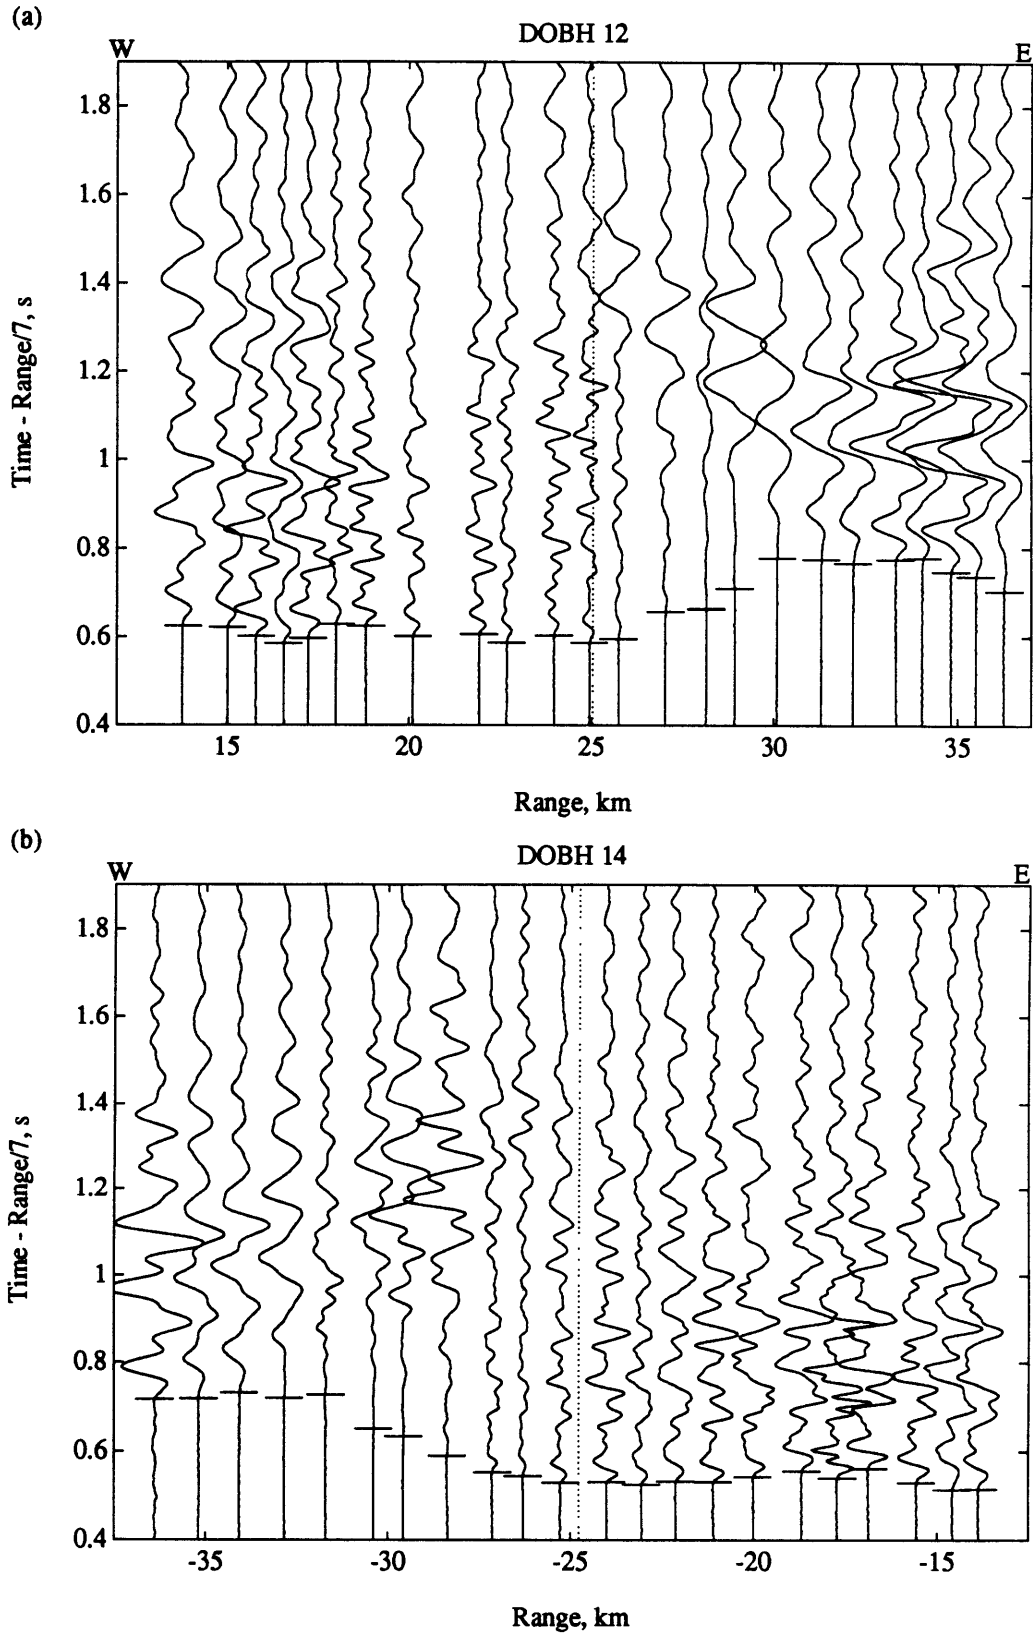 (a)
DOBH 12
W E
1.8
1.6
1.4
1.2
1
0.8
0.6
0.4
Time - Range/7, s
15 20 25 30 35
Range, km
(b)
DOBH 14
W E
1.8
1.6
1.4
1.2
1
0.8
0.6
0.4
Time - Range/7, s
-35 -30 -25 -20 -15
Range, km